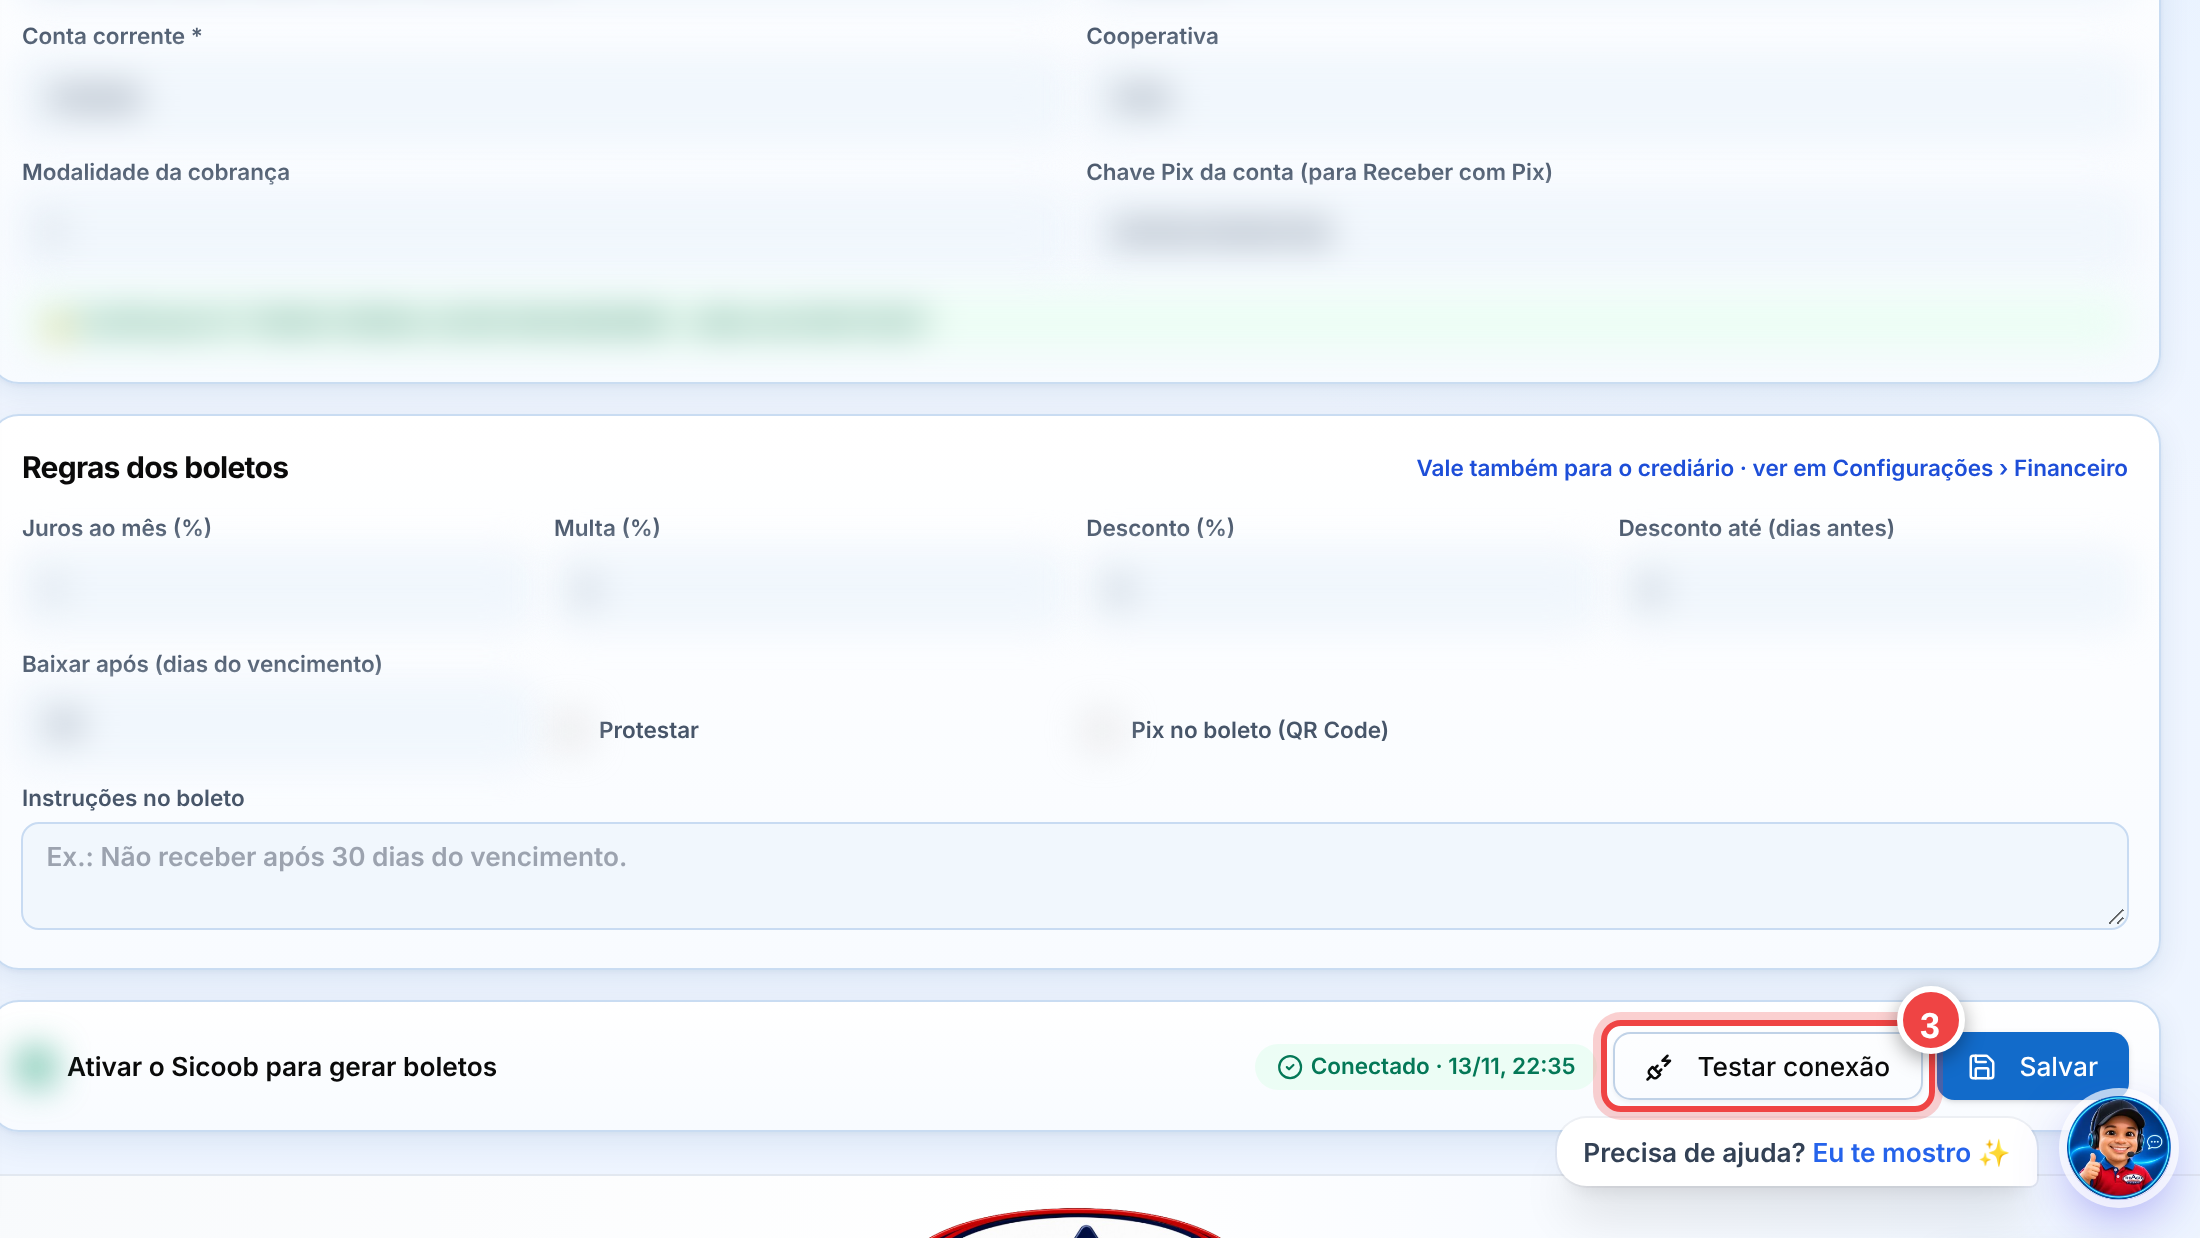 Conta corrente *
Cooperativa
Modalidade da cobrança
Chave Pix da conta (para Receber com Pix)
Regras dos boletos
Vale também para o crediário · ver em Configurações › Financeiro
Juros ao mês (%)
Multa (%)
Desconto (%)
Desconto até (dias antes)
Baixar após (dias do vencimento)
Protestar
Pix no boleto (QR Code)
Instruções no boleto
Ex.: Não receber após 30 dias do vencimento.
3
Ativar o Sicoob para gerar boletos
Conectado · 13/11, 22:35
Testar conexão
Salvar
Precisa de ajuda? Eu te mostro ✨